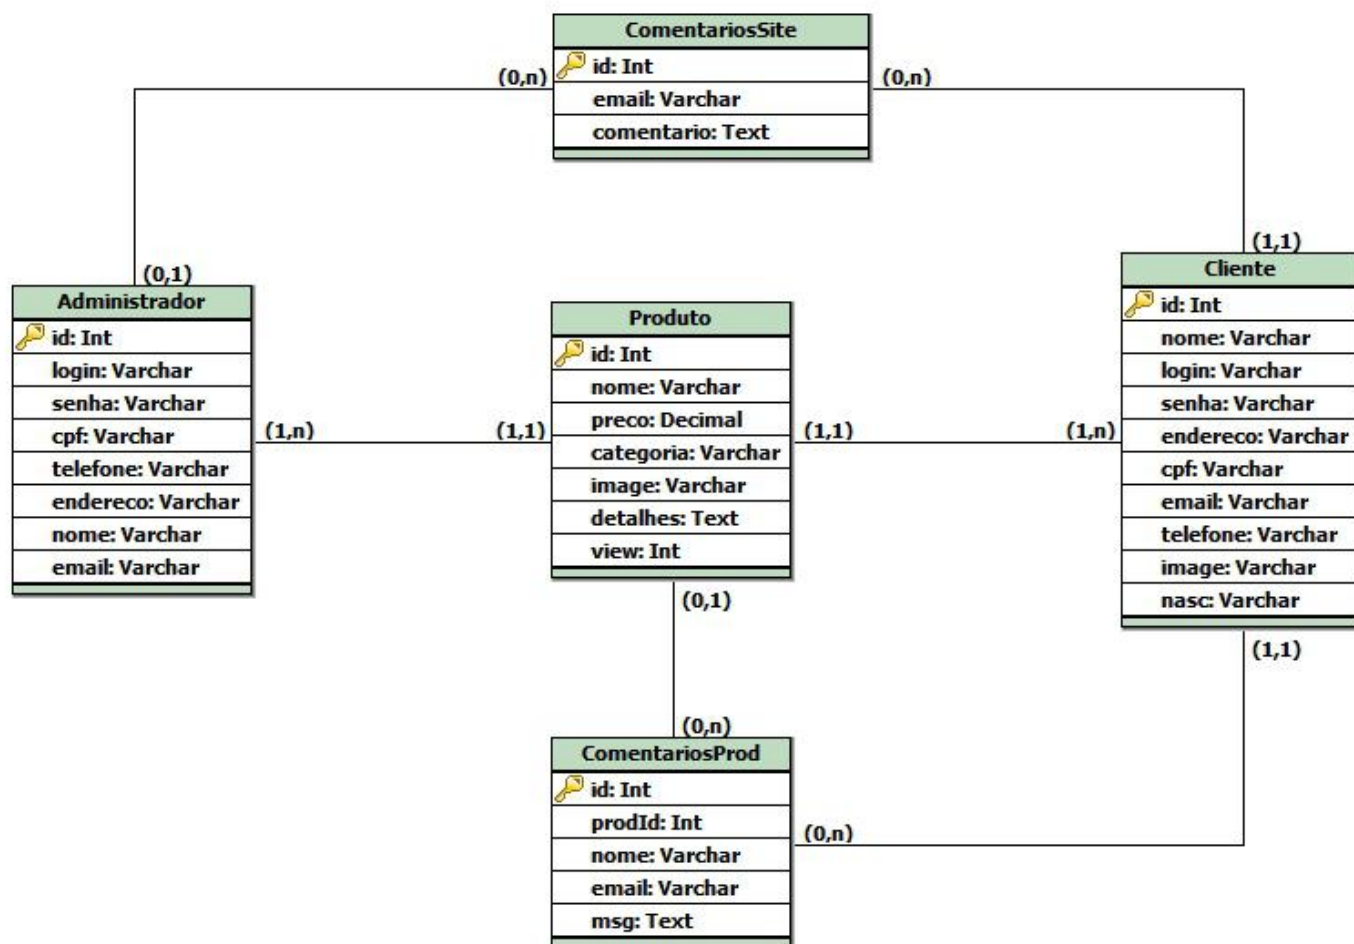 ComentariosSite
id: Int
email: Varchar
comentario: Text
(0,n)
(0,n)
(0,1)
(1,1)
Administrador
id: Int
login: Varchar
senha: Varchar
cpf: Varchar
telefone: Varchar
endereco: Varchar
nome: Varchar
email: Varchar
(1,n)
(1,1)
Produto
id: Int
nome: Varchar
preco: Decimal
categoria: Varchar
image: Varchar
detalhes: Text
view: Int
(1,1)
(1,n)
Cliente
id: Int
nome: Varchar
login: Varchar
senha: Varchar
endereco: Varchar
cpf: Varchar
email: Varchar
telefone: Varchar
image: Varchar
nasc: Varchar
(0,1)
(1,1)
(0,n)
ComentariosProd
id: Int
prodId: Int
nome: Varchar
email: Varchar
msg: Text
(0,n)